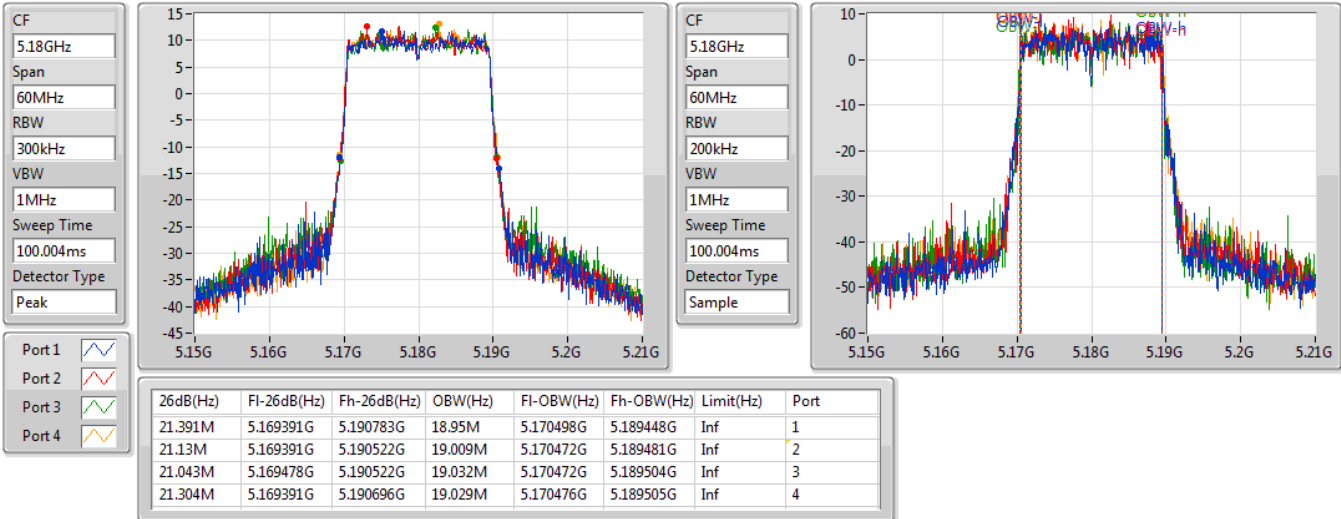 CF
5.18GHz
Span
60MHz
RBW
300kHz
VBW
1MHz
Sweep Time
100.004ms
Detector Type
Peak
15
10
5
0
-5
-10
-15
-20
-25
-30
-35
-40
-45
5.15G 5.16G 5.17G 5.18G 5.19G 5.2G 5.21G
CF
5.18GHz
Span
60MHz
RBW
200kHz
VBW
1MHz
Sweep Time
100.004ms
Detector Type
Sample
10
0
-10
-20
-30
-40
-50
-60
OBW-h
5.15G 5.16G 5.17G 5.18G 5.19G 5.2G 5.21G
Port 1
Port 2
Port 3
Port 4
26dB(Hz) Fl-26dB(Hz) Fh-26dB(Hz) OBW(Hz) Fl-OBW(Hz) Fh-OBW(Hz) Limit(Hz) Port
21.391M 5.169391G 5.190783G 18.95M 5.170498G 5.189448G Inf 1
21.13M 5.169391G 5.190522G 19.009M 5.170472G 5.189481G Inf 2
21.043M 5.169478G 5.190522G 19.032M 5.170472G 5.189504G Inf 3
21.304M 5.169391G 5.190696G 19.029M 5.170476G 5.189505G Inf 4